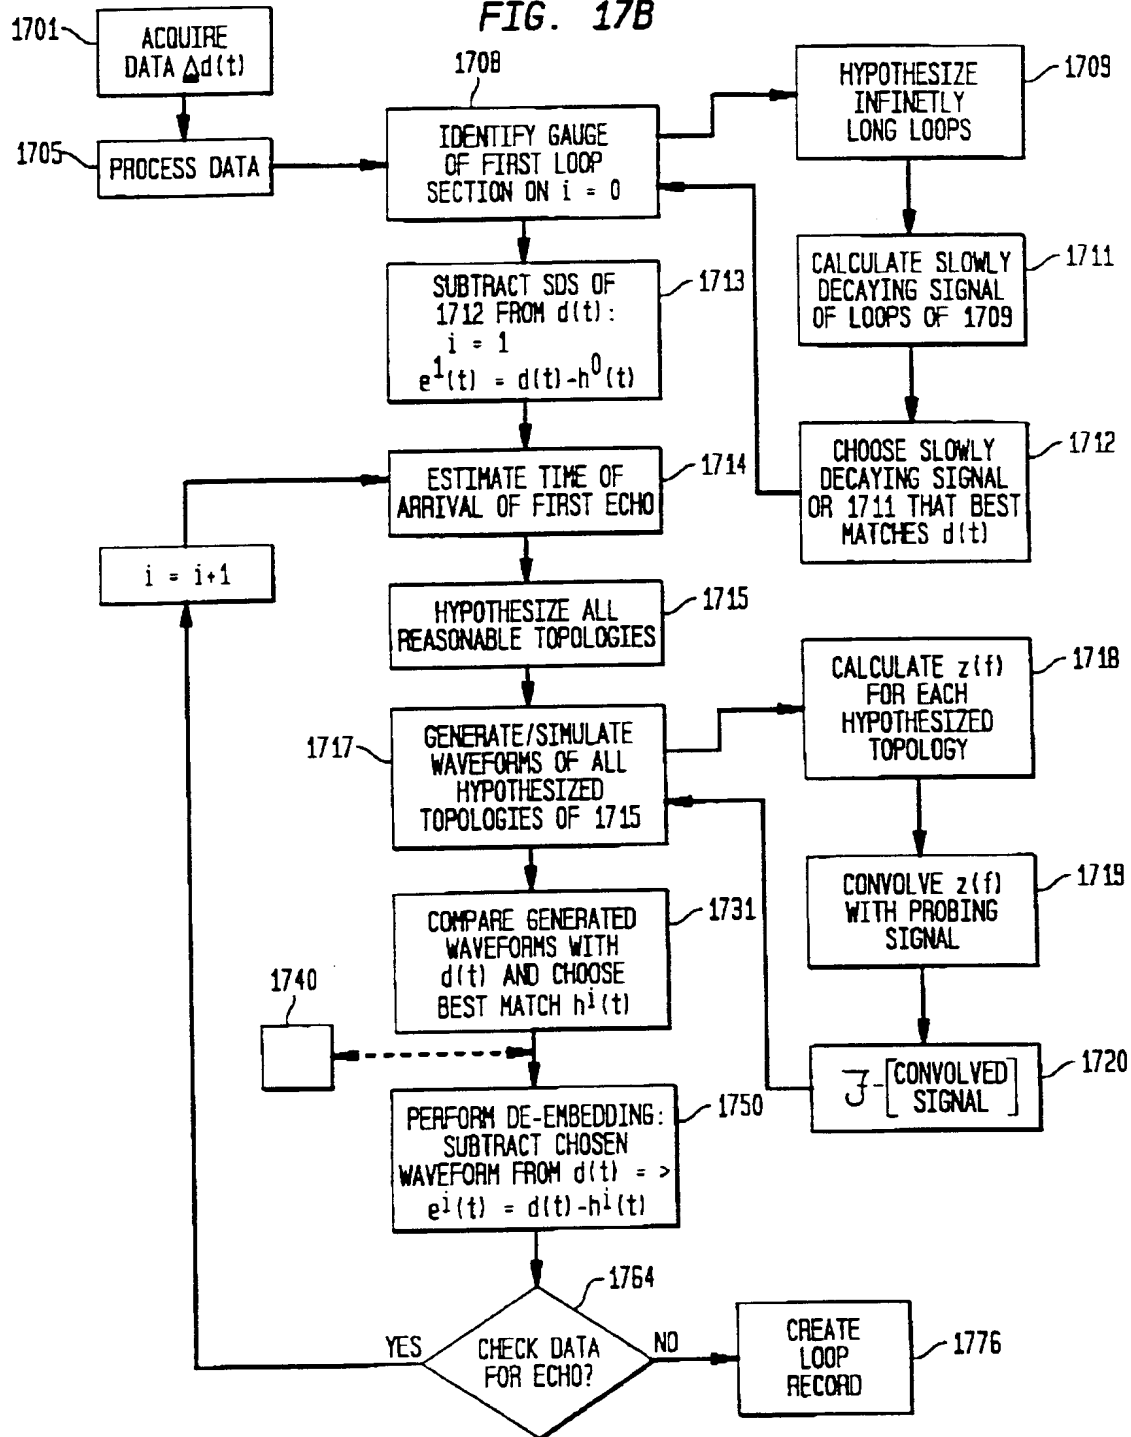 FIG. 17B
1701
ACQUIRE
DATA Δd(t)
1705
PROCESS DATA
1708
IDENTIFY GAUGE
OF FIRST LOOP
SECTION ON i = 0
1709
HYPOTHESIZE
INFINETLY
LONG LOOPS
1711
CALCULATE SLOWLY
DECAYING SIGNAL
OF LOOPS OF 1709
1712
CHOOSE SLOWLY
DECAYING SIGNAL
OR 1711 THAT BEST
MATCHES d(t)
1713
SUBTRACT SDS OF
1712 FROM d(t):
i = 1
e¹(t) = d(t)-h⁰(t)
1714
ESTIMATE TIME OF
ARRIVAL OF FIRST ECHO
i = i+1
1715
HYPOTHESIZE ALL
REASONABLE TOPOLOGIES
1717
GENERATE/SIMULATE
WAVEFORMS OF ALL
HYPOTHESIZED
TOPOLOGIES OF 1715
1718
CALCULATE z(f)
FOR EACH
HYPOTHESIZED
TOPOLOGY
1719
CONVOLVE z(f)
WITH PROBING
SIGNAL
1720
ℱ-[CONVOLVED
SIGNAL]
1731
COMPARE GENERATED
WAVEFORMS WITH
d(t) AND CHOOSE
BEST MATCH hⁱ(t)
1740
1750
PERFORM DE-EMBEDDING:
SUBTRACT CHOSEN
WAVEFORM FROM d(t) = >
eⁱ(t) = d(t)-hⁱ(t)
1764
CHECK DATA
FOR ECHO?
YES
NO
1776
CREATE
LOOP
RECORD